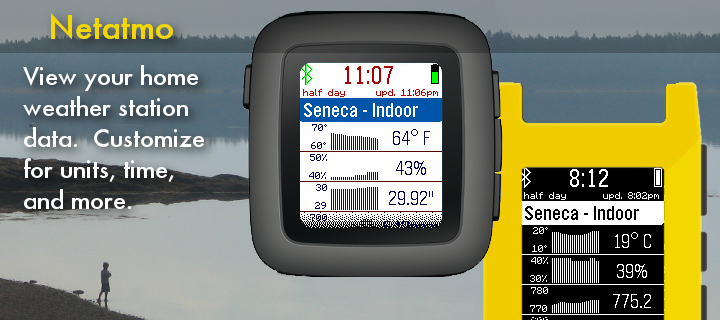 Netatmo
View your home
weather station
data. Customize
for units, time,
and more.
11:07
half day upd. 11:06pm
Seneca - Indoor
70°
60°
64° F
50%
40%
43%
30
29
29.92"
8:12
half day upd. 8:02pm
Seneca - Indoor
20°
10°
19° C
40%
30%
39%
780
770
775.2